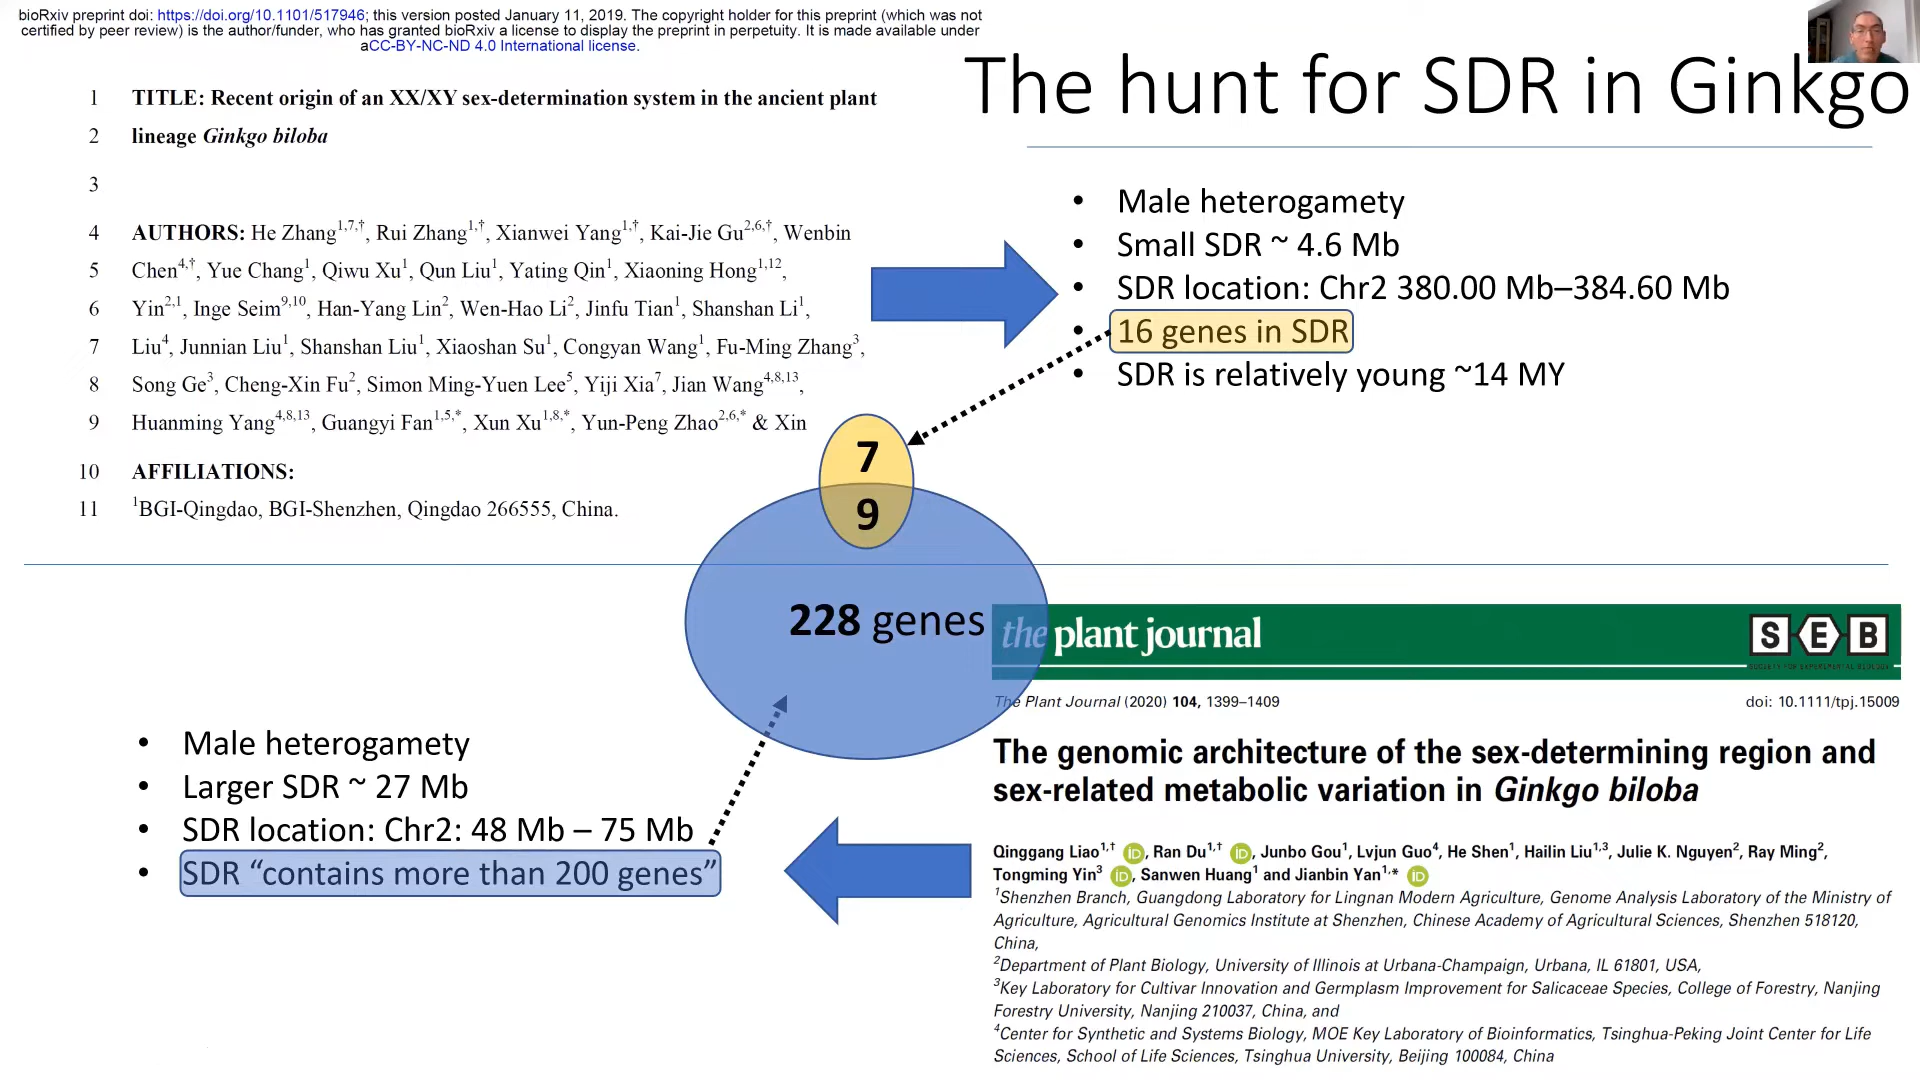 bioRxiv preprint doi: https://doi.org/10.1101/517946; this version posted January 11, 2019. The copyright holder for this preprint (which was not
certified by peer review) is the author/funder, who has granted bioRxiv a license to display the preprint in perpetuity. It is made available under
aCC-BY-NC-ND 4.0 International license.
The hunt for SDR in Ginkgo
1 TITLE: Recent origin of an XX/XY sex-determination system in the ancient plant
2 lineage Ginkgo biloba
3
4 AUTHORS: He Zhang1,7,†, Rui Zhang1,†, Xianwei Yang1,†, Kai-Jie Gu2,6,†, Wenbin
5 Chen4,†, Yue Chang1, Qiwu Xu1, Qun Liu1, Yating Qin1, Xiaoning Hong1,12,
6 Yin2,1, Inge Seim9,10, Han-Yang Lin2, Wen-Hao Li2, Jinfu Tian1, Shanshan Li1,
7 Liu4, Junnian Liu1, Shanshan Liu1, Xiaoshan Su1, Congyan Wang1, Fu-Ming Zhang3,
8 Song Ge3, Cheng-Xin Fu2, Simon Ming-Yuen Lee5, Yiji Xia7, Jian Wang4,8,13,
9 Huanming Yang4,8,13, Guangyi Fan1,5,*, Xun Xu1,8,*, Yun-Peng Zhao2,6,* & Xin
10 AFFILIATIONS:
11 1BGI-Qingdao, BGI-Shenzhen, Qingdao 266555, China.
• Male heterogamety
• Small SDR ~ 4.6 Mb
• SDR location: Chr2 380.00 Mb–384.60 Mb
• 16 genes in SDR
• SDR is relatively young ~14 MY
7
9
228 genes
• Male heterogamety
• Larger SDR ~ 27 Mb
• SDR location: Chr2: 48 Mb – 75 Mb
• SDR “contains more than 200 genes”
the plant journal
SEB
SOCIETY FOR EXPERIMENTAL BIOLOGY
The Plant Journal (2020) 104, 1399–1409 doi: 10.1111/tpj.15009
The genomic architecture of the sex-determining region and
sex-related metabolic variation in Ginkgo biloba
Qinggang Liao1,† iD, Ran Du1,† iD, Junbo Gou1, Lvjun Guo4, He Shen1, Hailin Liu1,3, Julie K. Nguyen2, Ray Ming2,
Tongming Yin3 iD, Sanwen Huang1 and Jianbin Yan1,* iD
1Shenzhen Branch, Guangdong Laboratory for Lingnan Modern Agriculture, Genome Analysis Laboratory of the Ministry of
Agriculture, Agricultural Genomics Institute at Shenzhen, Chinese Academy of Agricultural Sciences, Shenzhen 518120,
China,
2Department of Plant Biology, University of Illinois at Urbana-Champaign, Urbana, IL 61801, USA,
3Key Laboratory for Cultivar Innovation and Germplasm Improvement for Salicaceae Species, College of Forestry, Nanjing
Forestry University, Nanjing 210037, China, and
4Center for Synthetic and Systems Biology, MOE Key Laboratory of Bioinformatics, Tsinghua-Peking Joint Center for Life
Sciences, School of Life Sciences, Tsinghua University, Beijing 100084, China